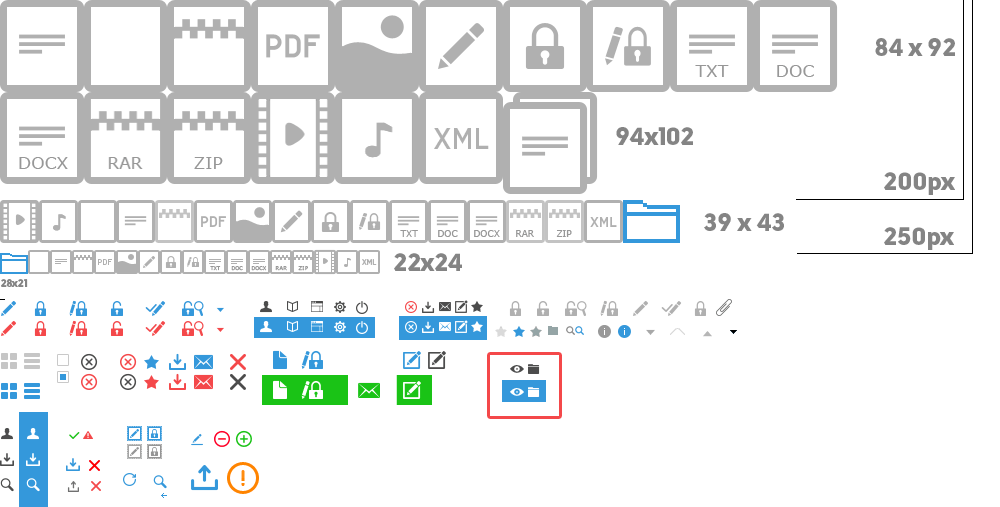 PDF
TXT
DOC
84 x 92
DOCX
RAR
ZIP
XML
94x102
200px
PDF
TXT
DOC
DOCX
RAR
ZIP
XML
39 x 43
250px
PDF
TXT
DOC
DOCX
RAR
ZIP
XML
22x24
28x21